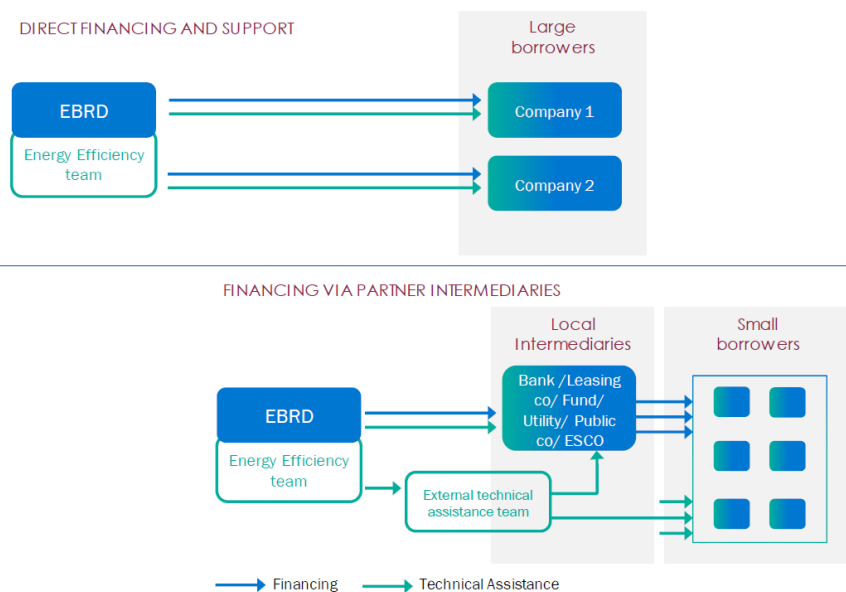 DIRECT FINANCING AND SUPPORT
Large
borrowers
EBRD
Energy Efficiency
team
Company 1
Company 2
FINANCING VIA PARTNER INTERMEDIARIES
Local
Intermediaries
Small
borrowers
EBRD
Energy Efficiency
team
Bank /Leasing
co/ Fund/
Utility/ Public
co/ ESCO
External technical
assistance team
Financing
Technical Assistance